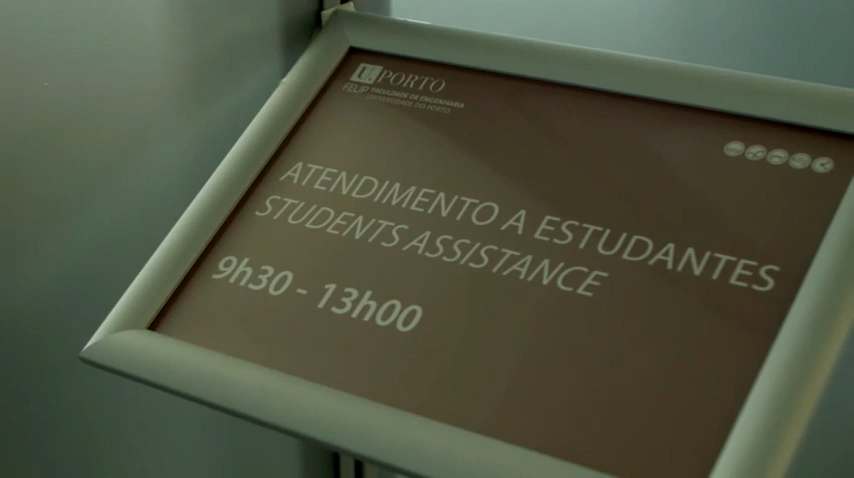 U. PORTO
FEUP FACULDADE DE ENGENHARIA
UNIVERSIDADE DO PORTO
ATENDIMENTO A ESTUDANTES
STUDENTS ASSISTANCE
9h30 - 13h00